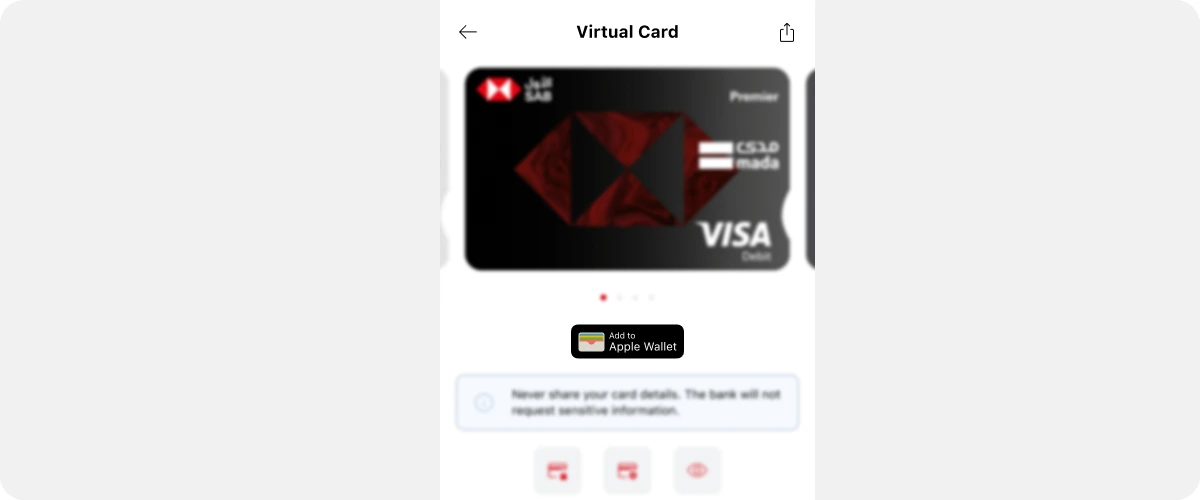 Virtual Card
الأول
SAB
Premier
مدى
mada
VISA
Debit
Add to
Apple Wallet
Never share your card details. The bank will not
request sensitive information.